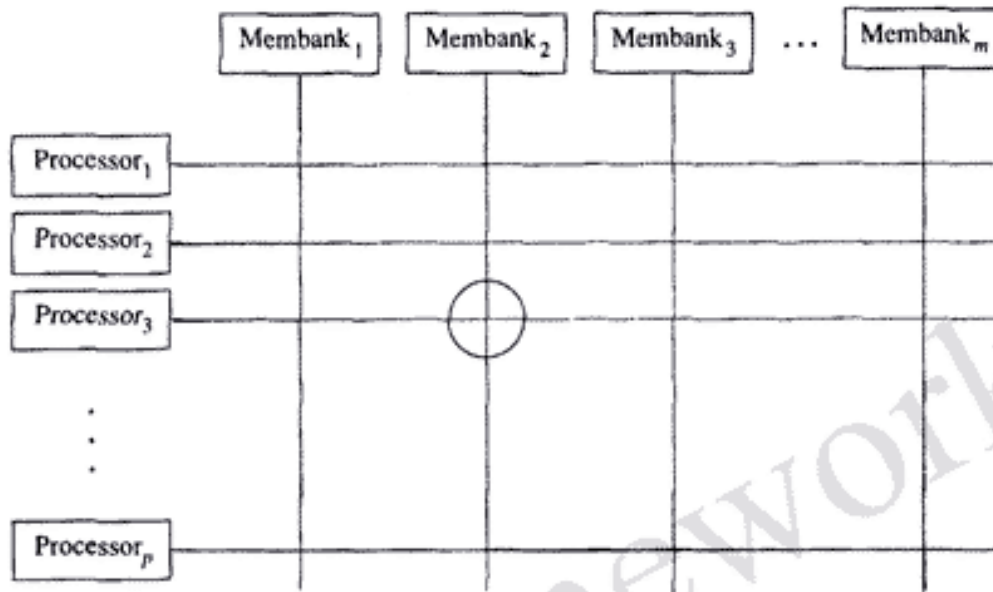 Membank₁ Membank₂ Membank₃ ... Membankₘ
Processor₁
Processor₂
Processor₃
Processorₚ